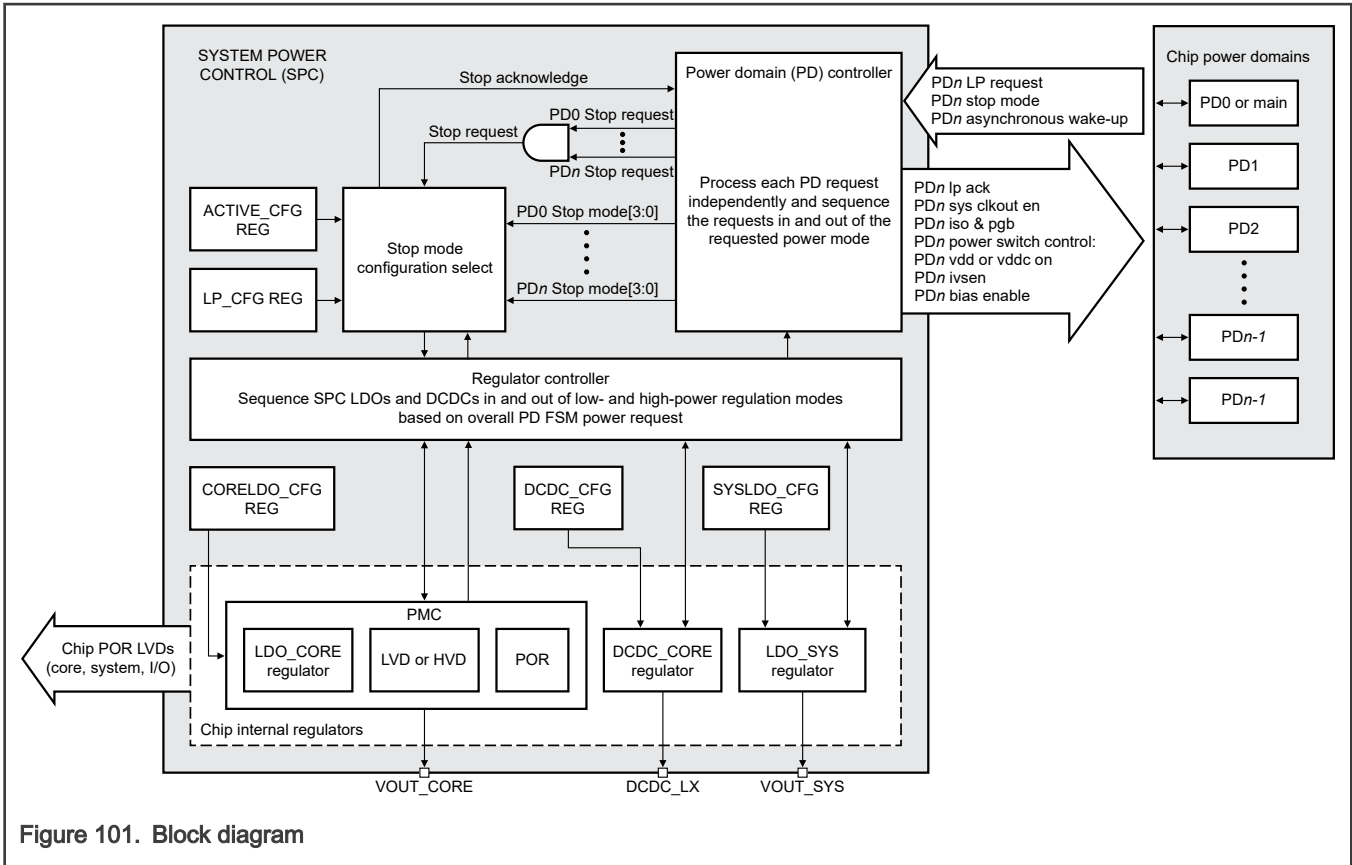 SYSTEM POWER
CONTROL (SPC)
Stop acknowledge
Stop request
PD0 Stop request
PDn Stop request
Power domain (PD) controller
Process each PD request
independently and sequence
the requests in and out of the
requested power mode
ACTIVE_CFG
REG
LP_CFG REG
Stop mode
configuration select
PD0 Stop mode[3:0]
PDn Stop mode[3:0]
PDn LP request
PDn stop mode
PDn asynchronous wake-up
PDn lp ack
PDn sys clkout en
PDn iso & pgb
PDn power switch control:
PDn vdd or vddc on
PDn ivsen
PDn bias enable
Chip power domains
PD0 or main
PD1
PD2
PDn-1
PDn-1
Regulator controller
Sequence SPC LDOs and DCDCs in and out of low- and high-power regulation modes
based on overall PD FSM power request
CORELDO_CFG
REG
DCDC_CFG
REG
SYSLDO_CFG
REG
PMC
LDO_CORE
regulator
LVD or HVD
POR
DCDC_CORE
regulator
LDO_SYS
regulator
Chip internal regulators
Chip POR LVDs
(core, system, I/O)
VOUT_CORE
DCDC_LX
VOUT_SYS
Figure 101. Block diagram